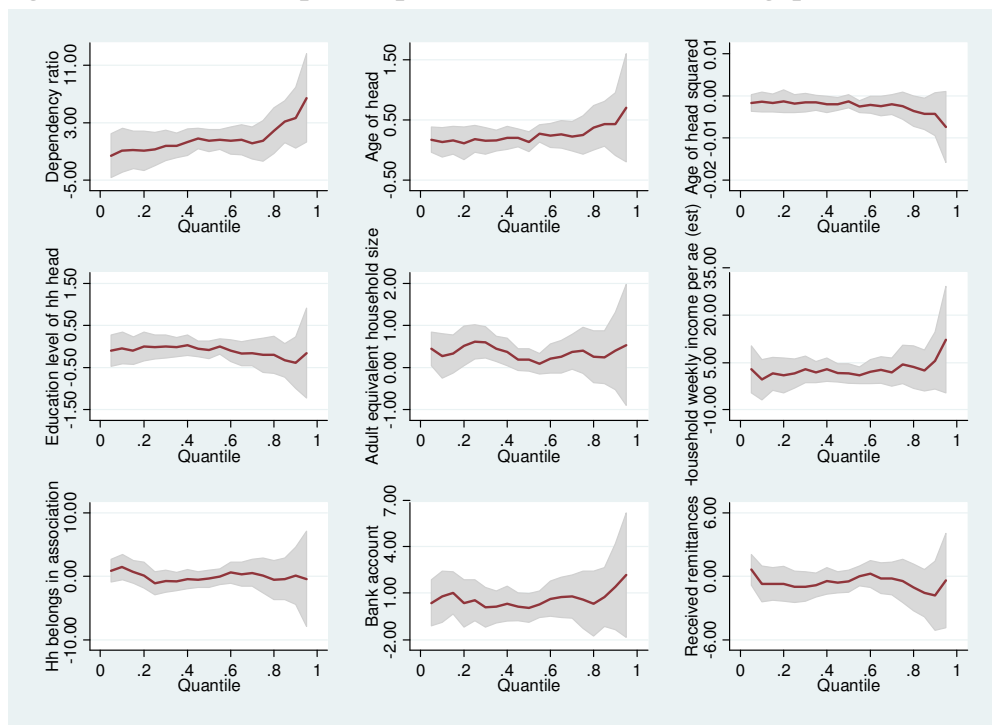 Dependency ratio
-5.00 3.00 11.00
0 .2 .4 .6 .8 1
Quantile
Age of head
-0.50 0.50 1.50
0 .2 .4 .6 .8 1
Quantile
Age of head squared
-0.02 -0.01 0.00 0.01
0 .2 .4 .6 .8 1
Quantile
Education level of hh head
-1.50 -0.50 0.50 1.50
0 .2 .4 .6 .8 1
Quantile
Adult equivalent household size
-1.00 0.00 1.00 2.00
0 .2 .4 .6 .8 1
Quantile
Household weekly income per ae (est)
-10.00 5.00 20.00 35.00
0 .2 .4 .6 .8 1
Quantile
Hh belongs in association
-10.00 0.00 10.00
0 .2 .4 .6 .8 1
Quantile
Bank account
-2.00 1.00 4.00 7.00
0 .2 .4 .6 .8 1
Quantile
Received remittances
-6.00 0.00 6.00
0 .2 .4 .6 .8 1
Quantile